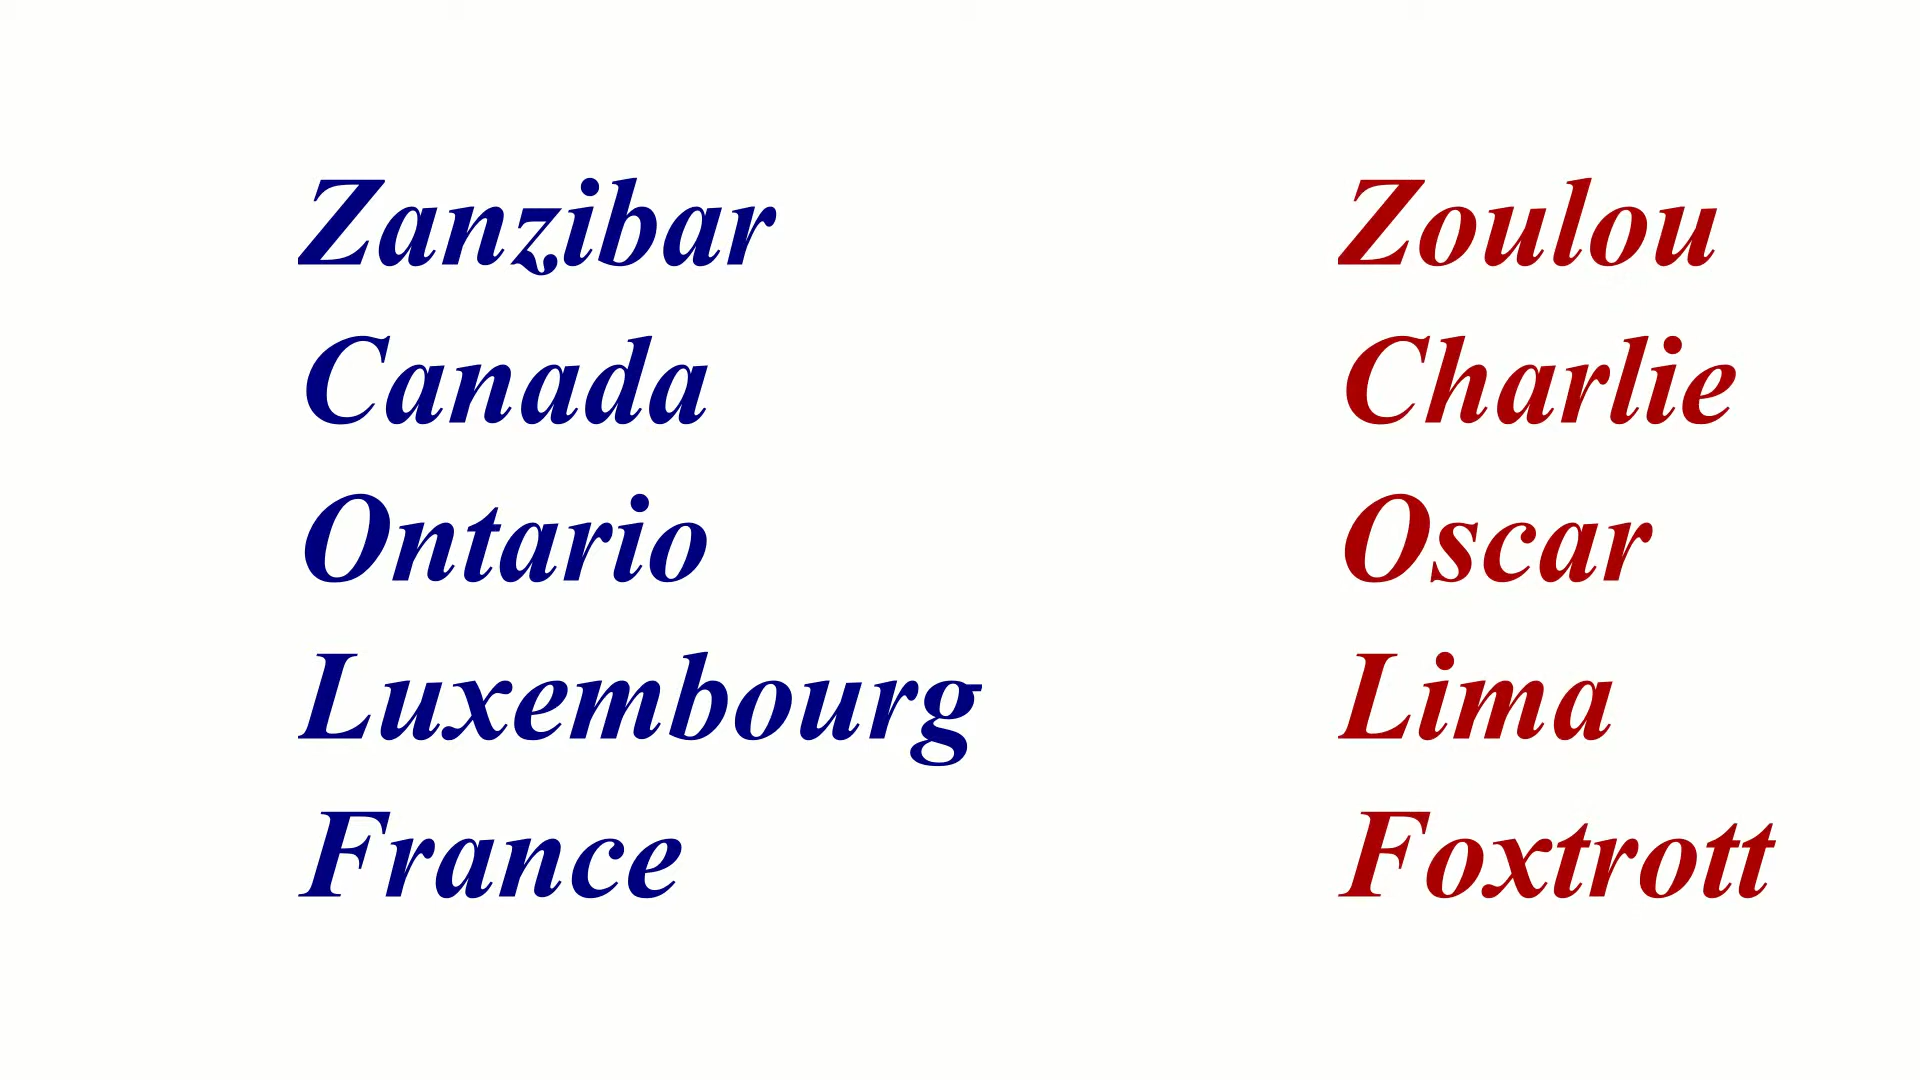 Zanzibar Zoulou
Canada Charlie
Ontario Oscar
Luxembourg Lima
France Foxtrott